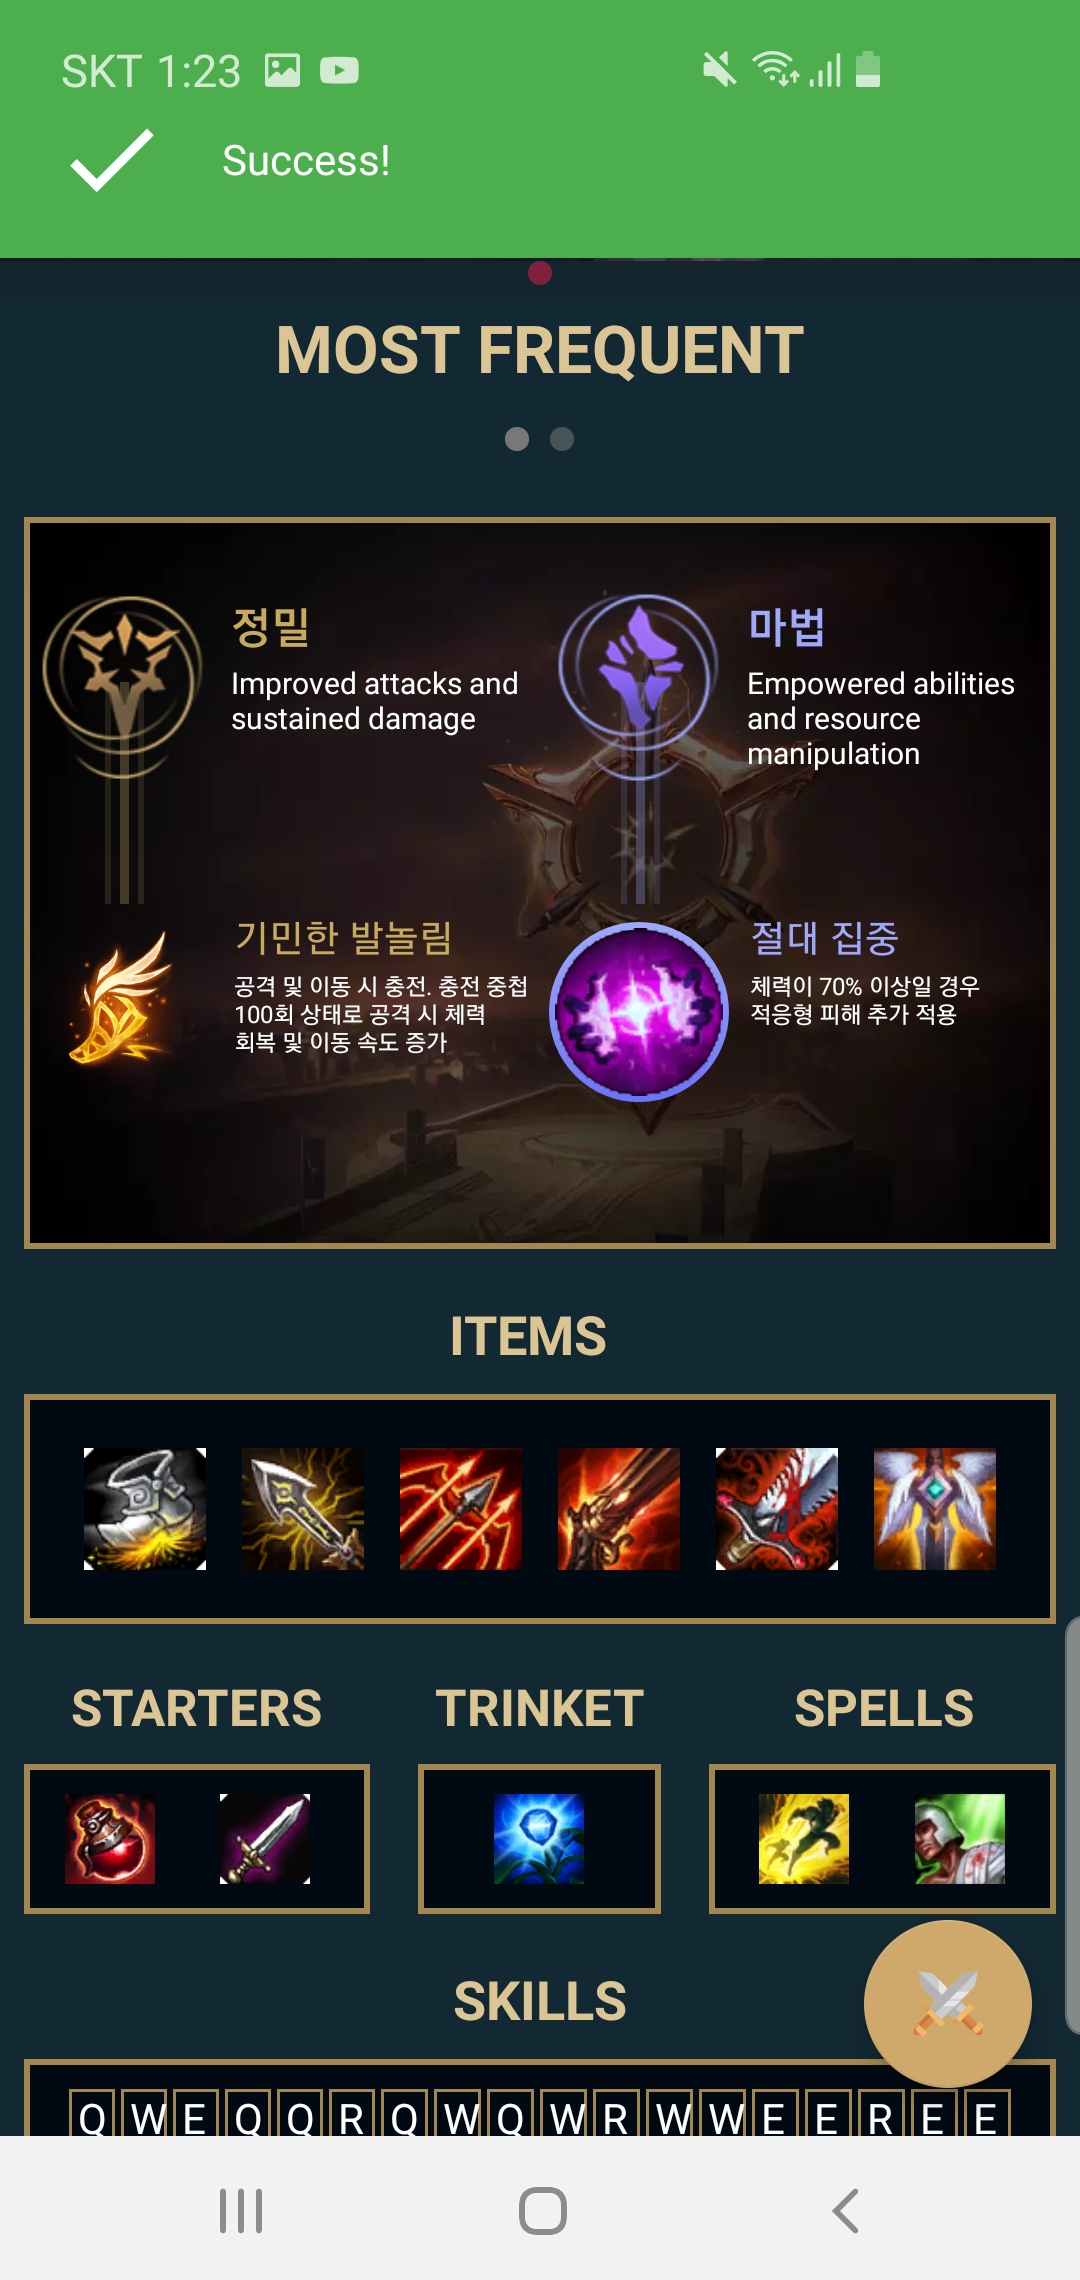 SKT 1:23
Success!
MOST FREQUENT
정밀
Improved attacks and
sustained damage
마법
Empowered abilities
and resource
manipulation
기민한 발놀림
공격 및 이동 시 충전. 충전 중첩
100회 상태로 공격 시 체력
회복 및 이동 속도 증가
절대 집중
체력이 70% 이상일 경우
적응형 피해 추가 적용
ITEMS
STARTERS
TRINKET
SPELLS
SKILLS
Q W E Q Q R Q W Q W R W W E E R E E